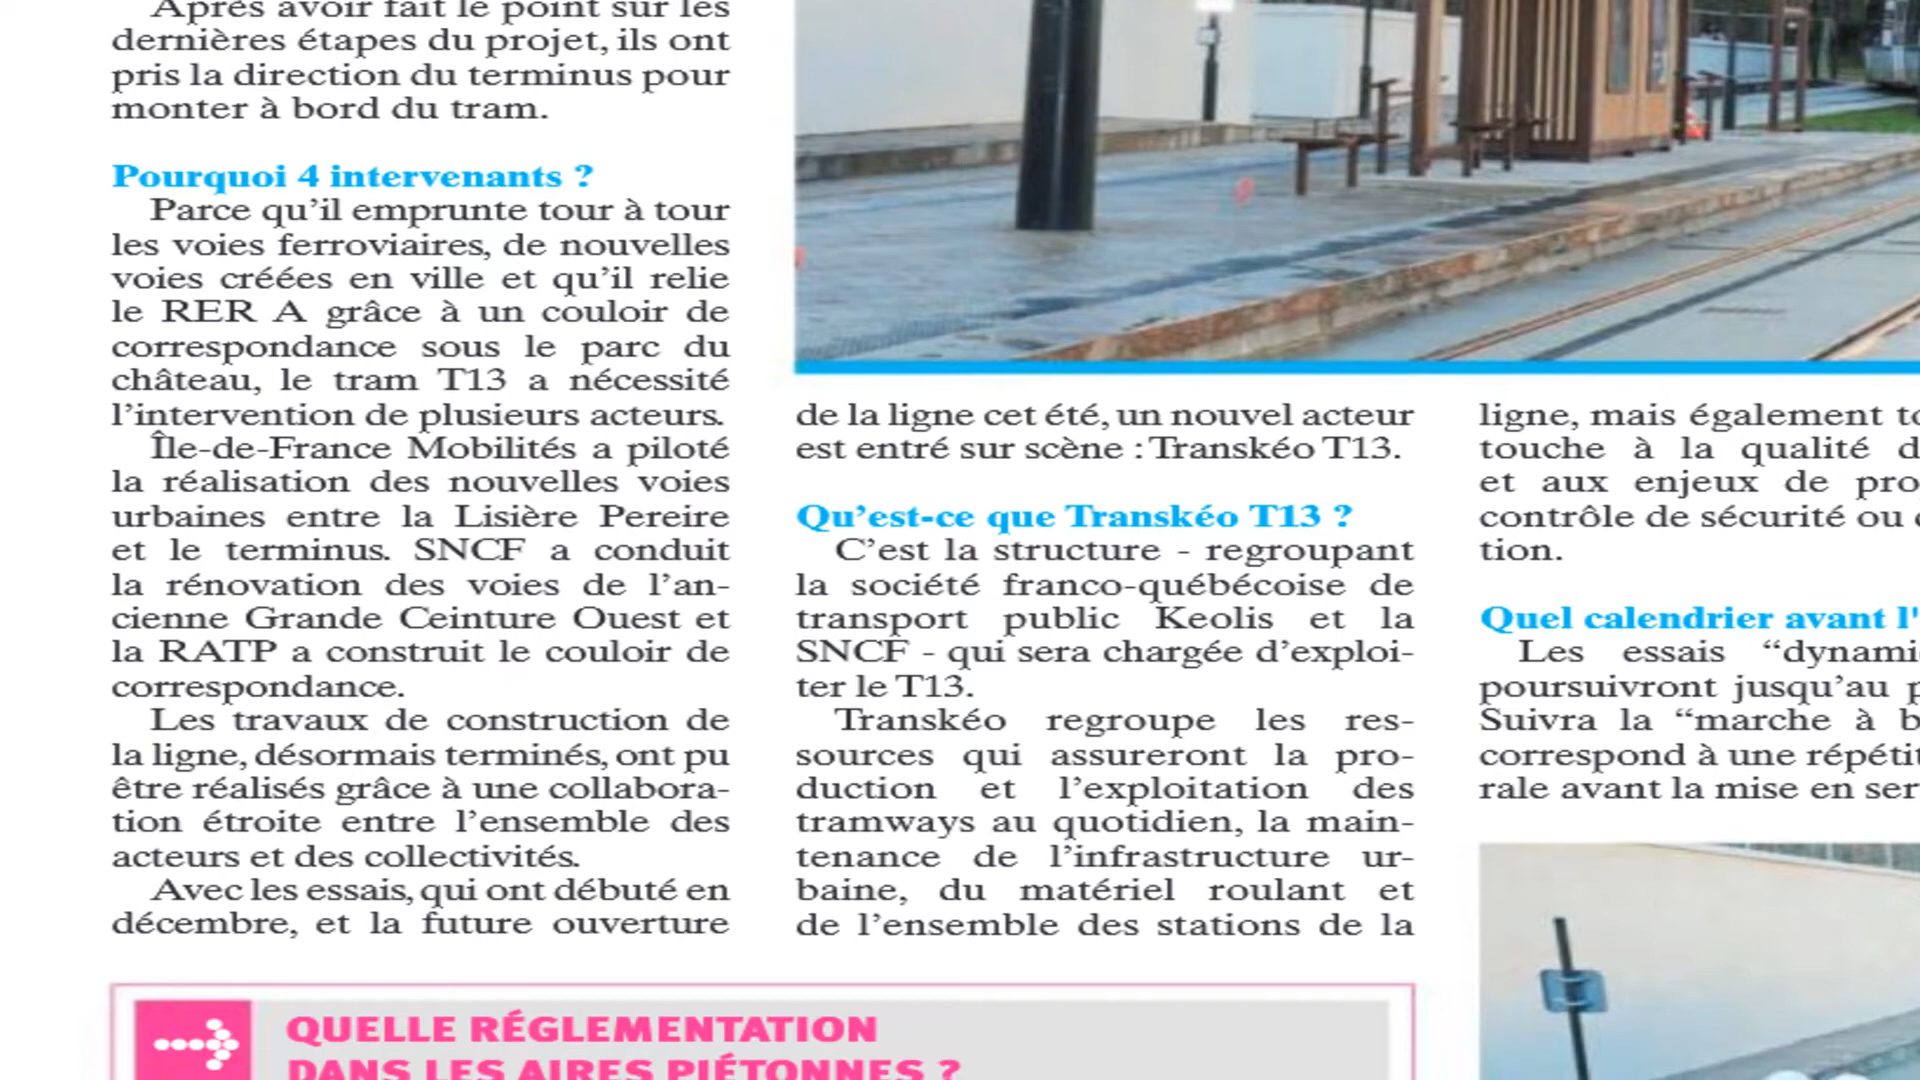 Après avoir fait le point sur les
dernières étapes du projet, ils ont
pris la direction du terminus pour
monter à bord du tram.
Pourquoi 4 intervenants ?
Parce qu’il emprunte tour à tour
les voies ferroviaires, de nouvelles
voies créées en ville et qu’il relie
le RER A grâce à un couloir de
correspondance sous le parc du
château, le tram T13 a nécessité
l’intervention de plusieurs acteurs.
Île-de-France Mobilités a piloté
la réalisation des nouvelles voies
urbaines entre la Lisière Pereire
et le terminus. SNCF a conduit
la rénovation des voies de l’an-
cienne Grande Ceinture Ouest et
la RATP a construit le couloir de
correspondance.
Les travaux de construction de
la ligne, désormais terminés, ont pu
être réalisés grâce à une collabora-
tion étroite entre l’ensemble des
acteurs et des collectivités.
Avec les essais, qui ont débuté en
décembre, et la future ouverture
de la ligne cet été, un nouvel acteur
est entré sur scène : Transkéo T13.
Qu’est-ce que Transkéo T13 ?
C’est la structure - regroupant
la société franco-québécoise de
transport public Keolis et la
SNCF - qui sera chargée d’exploi-
ter le T13.
Transkéo regroupe les res-
sources qui assureront la pro-
duction et l’exploitation des
tramways au quotidien, la main-
tenance de l’infrastructure ur-
baine, du matériel roulant et
de l’ensemble des stations de la
ligne, mais également
touche à la qualité
et aux enjeux de
contrôle de sécurité ou
tion.
Quel calendrier avant
Les essais
poursuivront jusqu’au
Suivra la “marche à
correspond à une
rale avant la mise en
QUELLE RÉGLEMENTATION
DANS LES AIRES PIÉTONNES ?